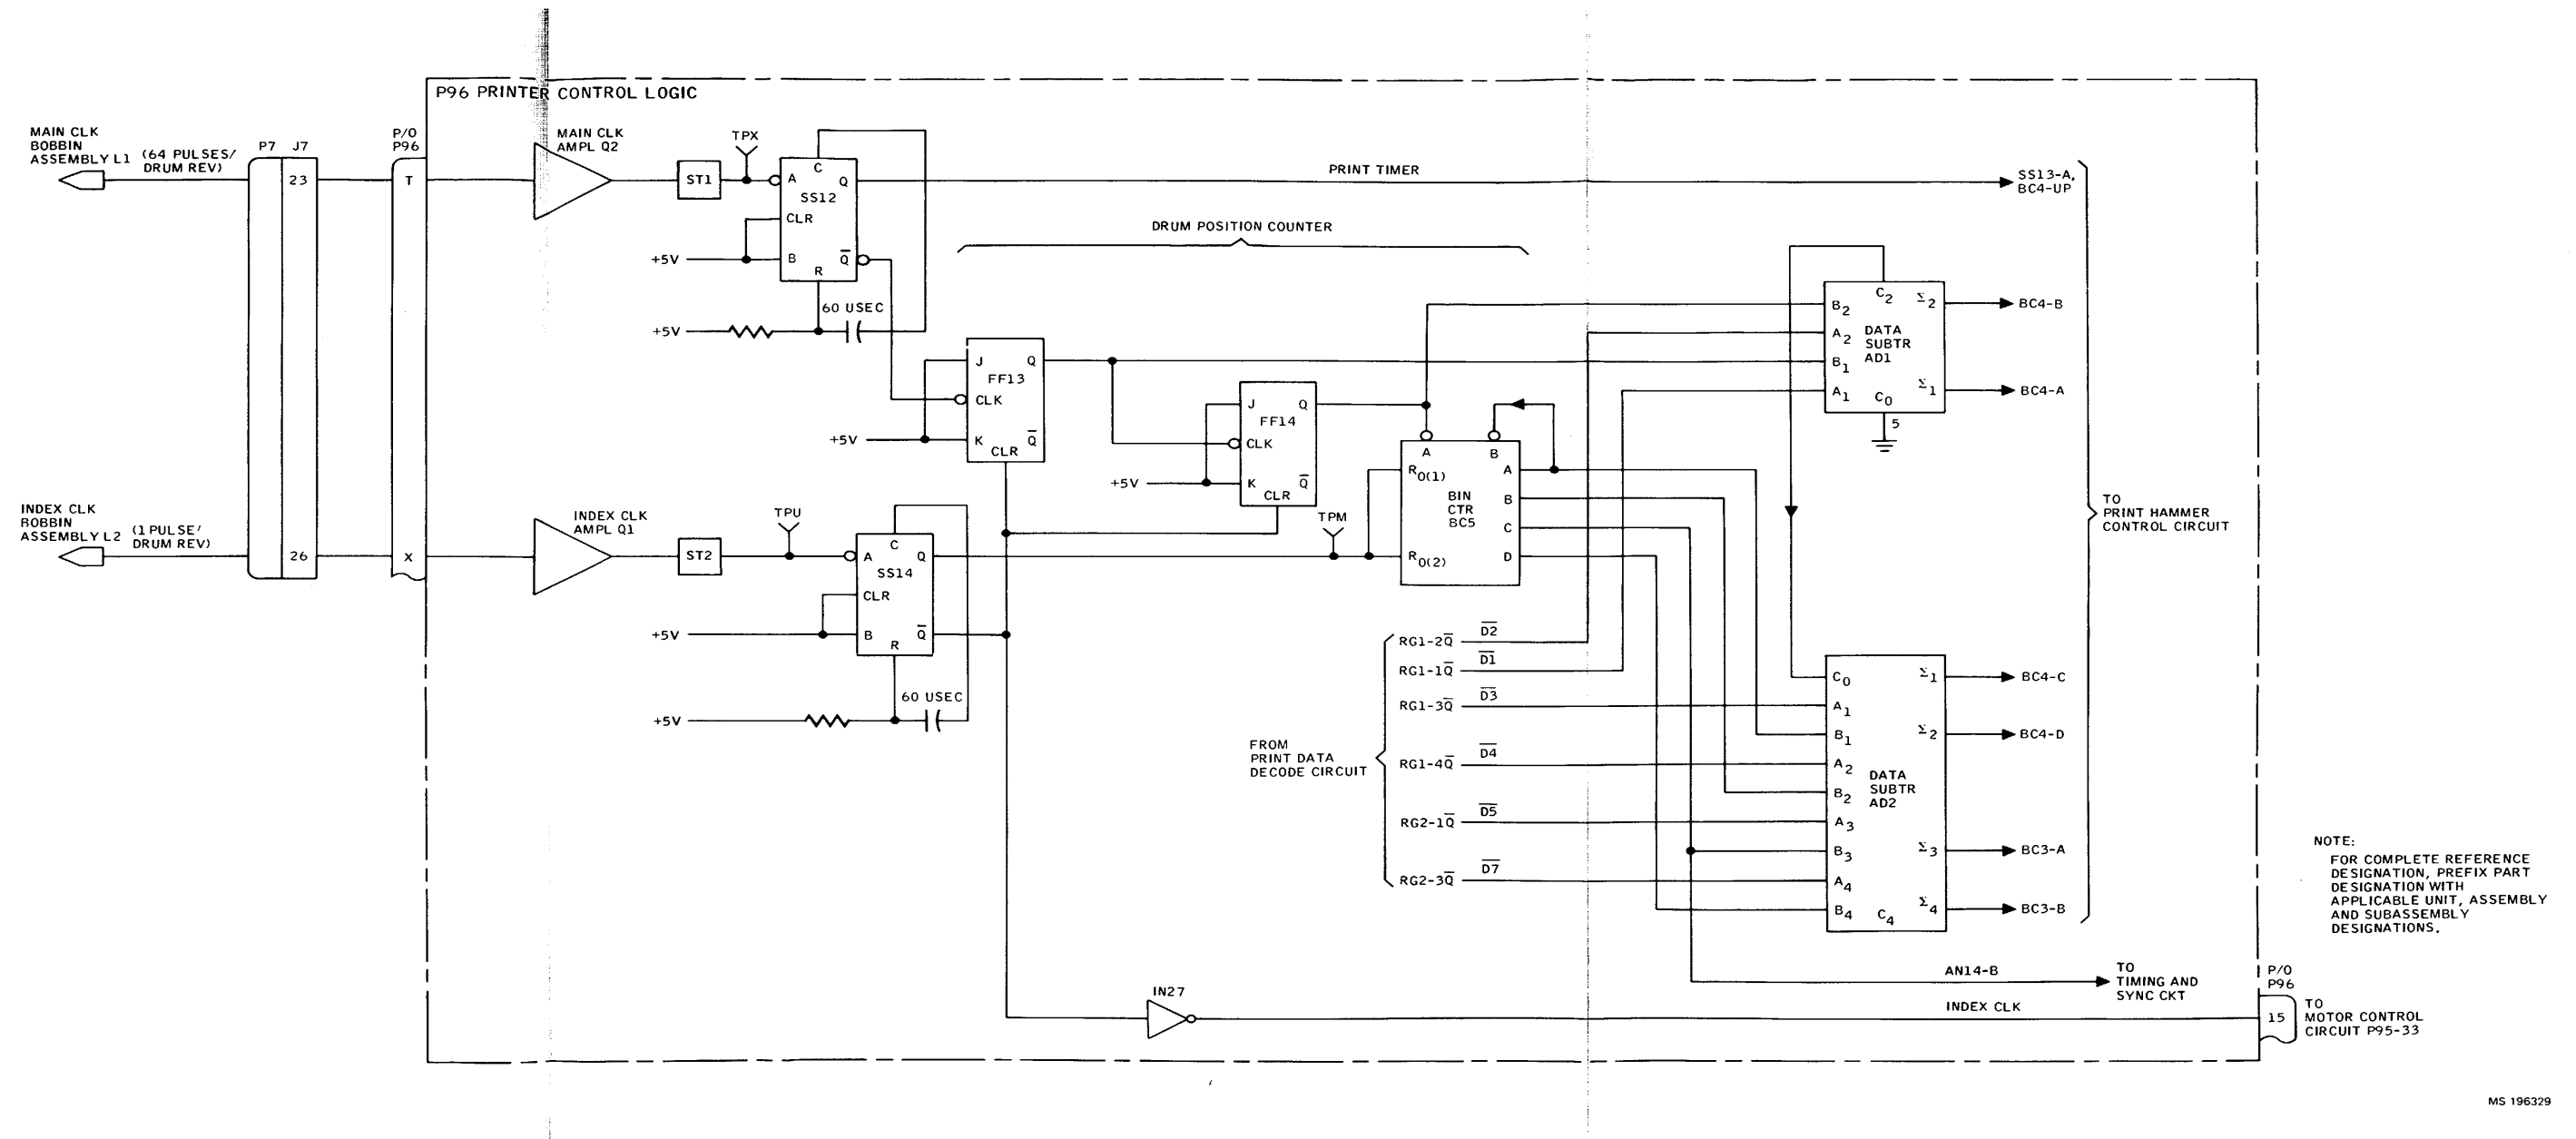 P96 PRINTER CONTROL LOGIC
MAIN CLK
BOBBIN
ASSEMBLY L1
(64 PULSES/
DRUM REV)
P7
J7
23
P/O
P96
T
MAIN CLK
AMPL Q2
ST1
TPX
A
C
Q
SS12
CLR
B
R
Q̅
+5V
+5V
60 USEC
PRINT TIMER
SS13-A,
BC4-UP
DRUM POSITION COUNTER
J
Q
FF13
CLK
K
Q̅
CLR
+5V
J
Q
FF14
CLK
K
Q̅
CLR
+5V
A
B
R0(1)
A
BIN
CTR
BC5
B
C
R0(2)
D
B2
C2
Σ2
A2
DATA
SUBTR
AD1
B1
A1
C0
Σ1
5
BC4-B
BC4-A
INDEX CLK
BOBBIN
ASSEMBLY L2
(1 PULSE/
DRUM REV)
26
X
INDEX CLK
AMPL Q1
ST2
TPU
A
C
Q
SS14
CLR
B
Q̅
R
+5V
+5V
60 USEC
TPM
TO
PRINT HAMMER
CONTROL CIRCUIT
FROM
PRINT DATA
DECODE CIRCUIT
RG1-2Q̅ D̅2̅
RG1-1Q̅ D̅1̅
RG1-3Q̅ D̅3̅
RG1-4Q̅ D̅4̅
RG2-1Q̅ D̅5̅
RG2-3Q̅ D̅7̅
C0
Σ1
A1
B1
Σ2
A2
DATA
SUBTR
AD2
B2
A3
B3
Σ3
A4
B4
C4
Σ4
BC4-C
BC4-D
BC3-A
BC3-B
AN14-B
TO
TIMING AND
SYNC CKT
IN27
INDEX CLK
P/O
P96
15
TO
MOTOR CONTROL
CIRCUIT P95-33
NOTE:
FOR COMPLETE REFERENCE
DESIGNATION, PREFIX PART
DESIGNATION WITH
APPLICABLE UNIT, ASSEMBLY
AND SUBASSEMBLY
DESIGNATIONS.
MS 196329